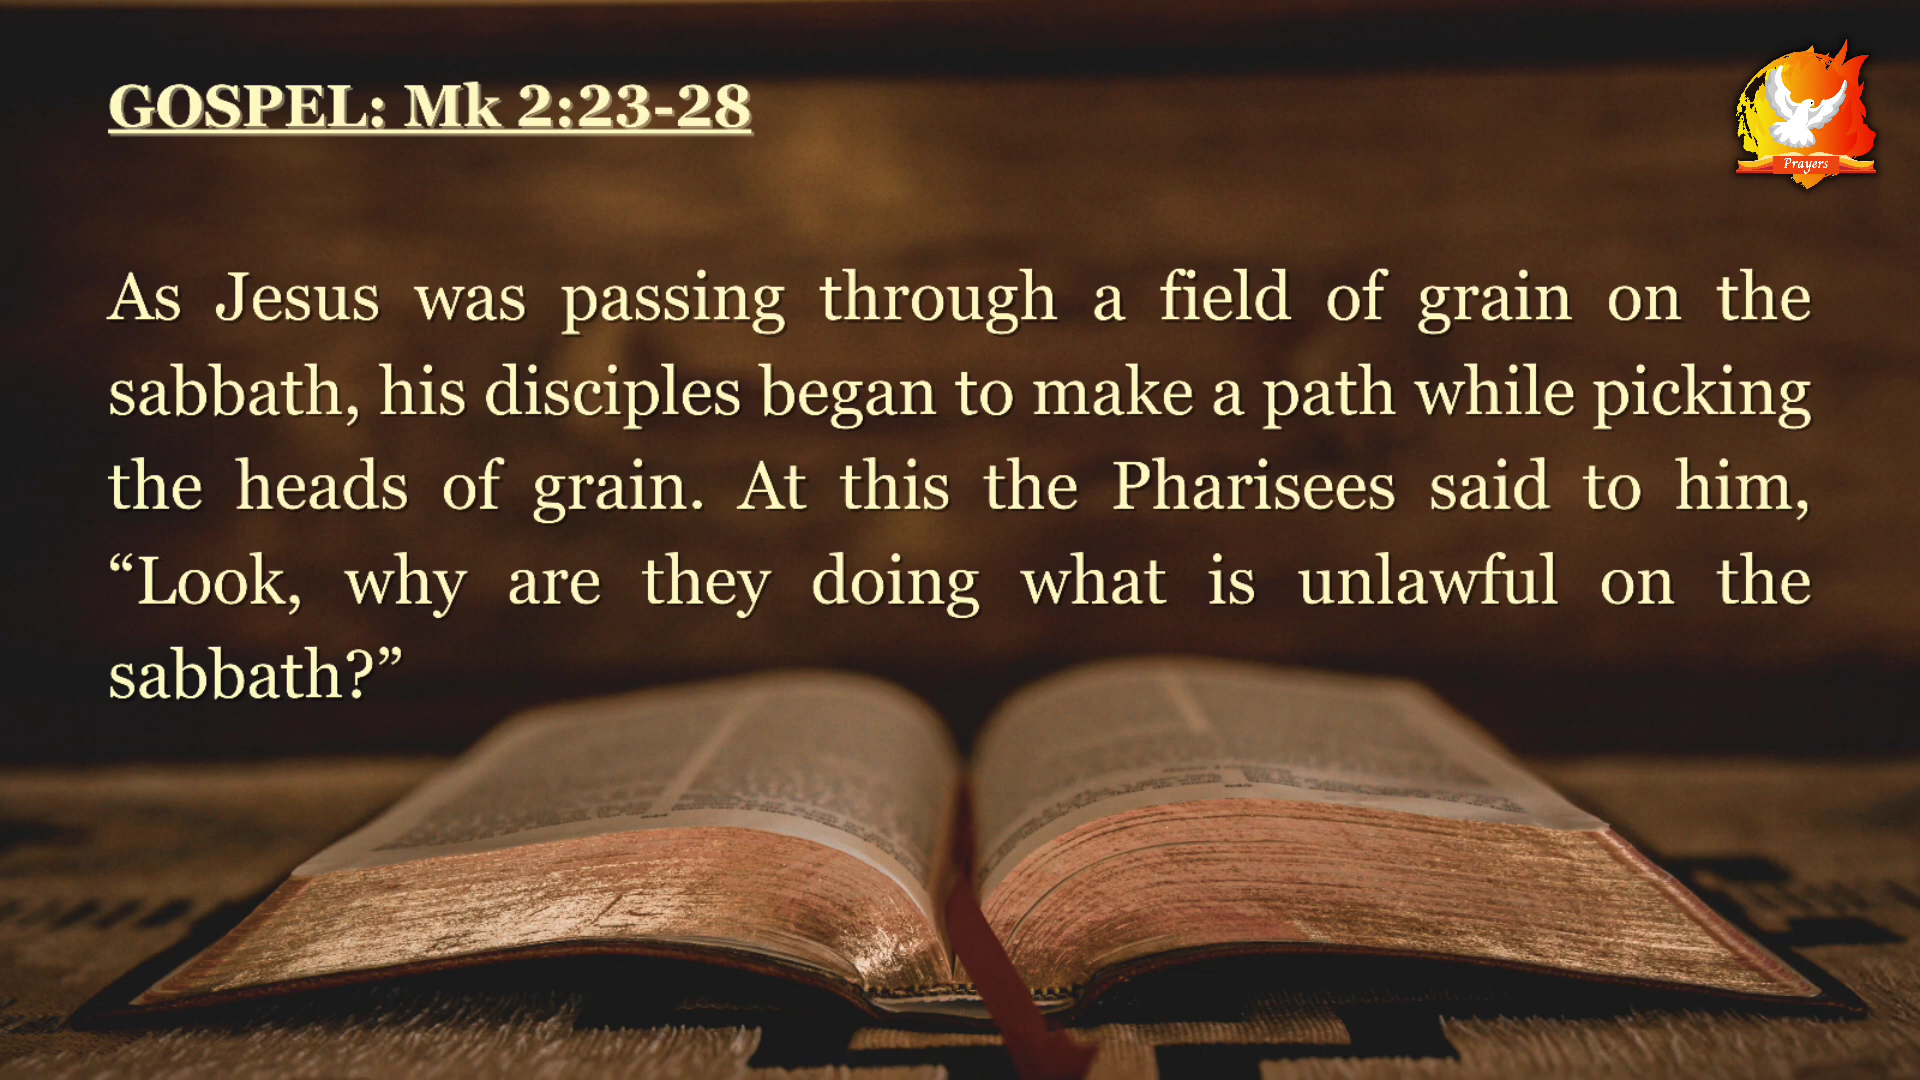 GOSPEL: Mk 2:23-28
Prayers
As Jesus was passing through a field of grain on the
sabbath, his disciples began to make a path while picking
the heads of grain. At this the Pharisees said to him,
“Look, why are they doing what is unlawful on the
sabbath?”